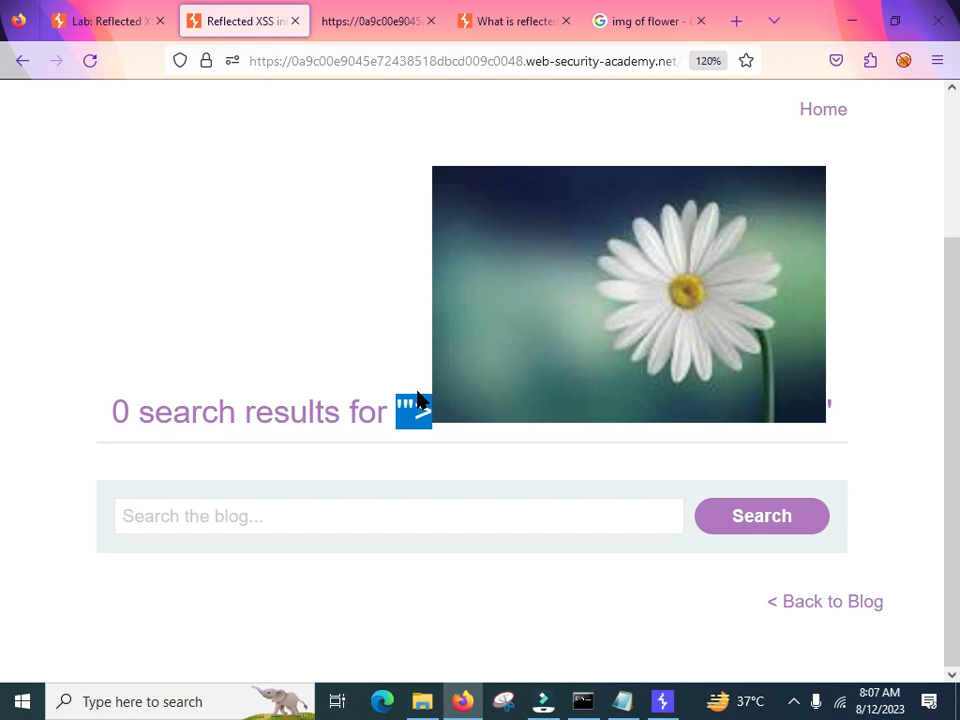 Lab: Reflected X
Reflected XSS in
https://0a9c00e9045e
What is reflected
img of flower -
https://0a9c00e9045e72438518dbcd009c0048.web-security-academy.net/
120%
Home
0 search results for '"'> '
Search the blog...
Search
< Back to Blog
Type here to search
37°C
8:07 AM
8/12/2023